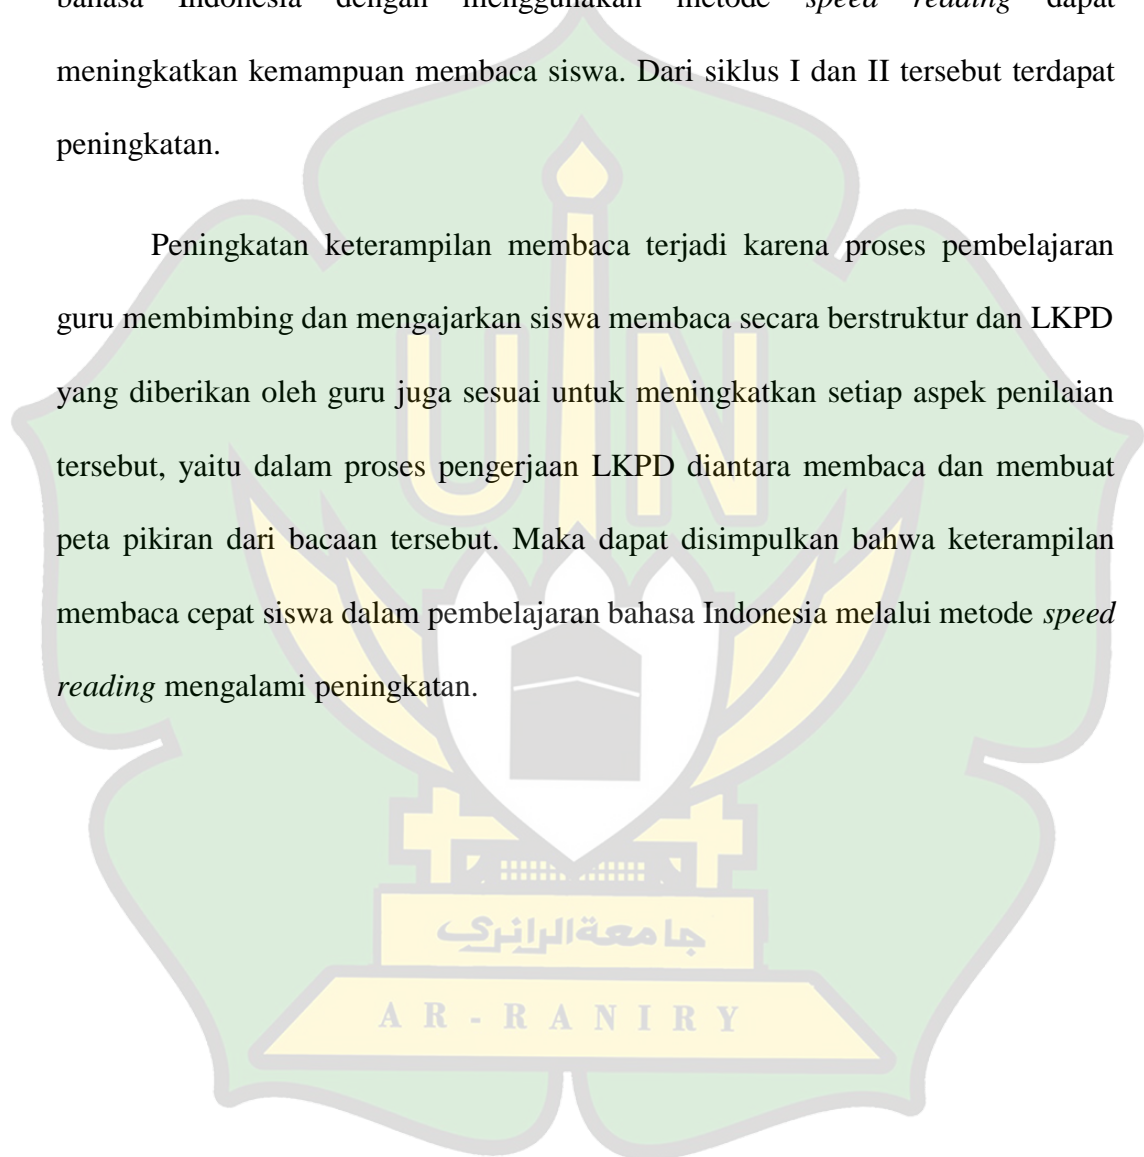 bahasa Indonesia dengan menggunakan metode speed reading dapat
meningkatkan kemampuan membaca siswa. Dari siklus I dan II tersebut terdapat
peningkatan.
Peningkatan keterampilan membaca terjadi karena proses pembelajaran
guru membimbing dan mengajarkan siswa membaca secara berstruktur dan LKPD
yang diberikan oleh guru juga sesuai untuk meningkatkan setiap aspek penilaian
tersebut, yaitu dalam proses pengerjaan LKPD diantara membaca dan membuat
peta pikiran dari bacaan tersebut. Maka dapat disimpulkan bahwa keterampilan
membaca cepat siswa dalam pembelajaran bahasa Indonesia melalui metode speed
reading mengalami peningkatan.
UIN
جامعة الرانري
AR-RANIRY